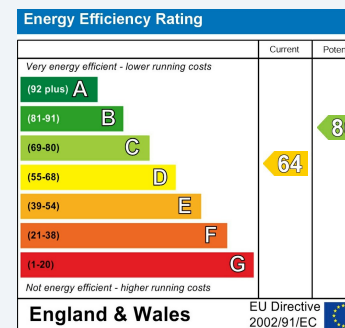 Energy Efficiency Rating
Current
Very energy efficient - lower running costs
(92 plus) A
(81-91) B
(69-80) C
(55-68) D
(39-54) E
(21-38) F
(1-20) G
64
Not energy efficient - higher running costs
England & Wales
EU Directive
2002/91/EC